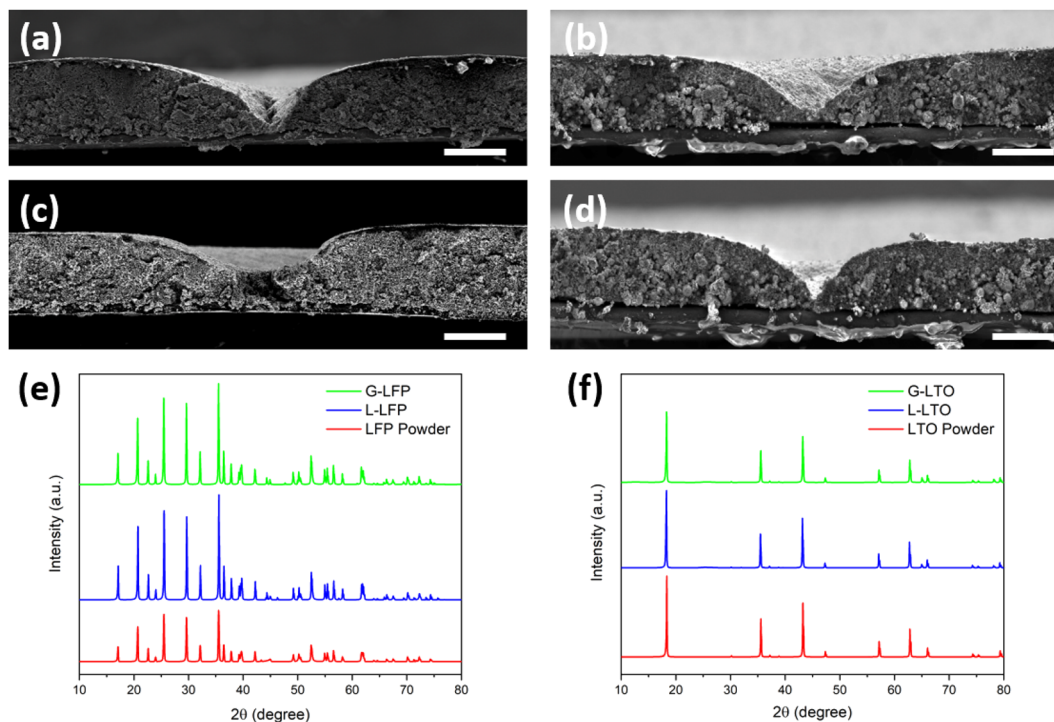 (a)
(b)
(c)
(d)
(e)
G-LFP
L-LFP
LFP Powder
Intensity (a.u.)
10 20 30 40 50 60 70 80
2θ (degree)
(f)
G-LTO
L-LTO
LTO Powder
Intensity (a.u.)
10 20 30 40 50 60 70 80
2θ (degree)